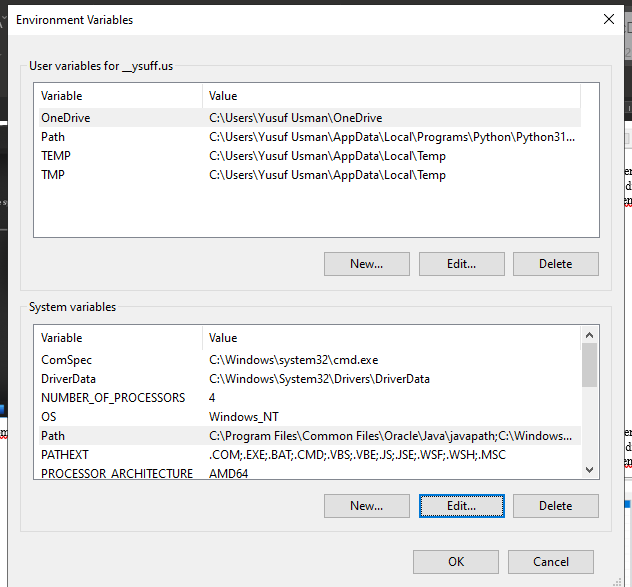 Environment Variables
User variables for __ysuff.us
Variable Value
OneDrive C:\Users\Yusuf Usman\OneDrive
Path C:\Users\Yusuf Usman\AppData\Local\Programs\Python\Python31...
TEMP C:\Users\Yusuf Usman\AppData\Local\Temp
TMP C:\Users\Yusuf Usman\AppData\Local\Temp
New... Edit... Delete
System variables
Variable Value
ComSpec C:\Windows\system32\cmd.exe
DriverData C:\Windows\System32\Drivers\DriverData
NUMBER_OF_PROCESSORS 4
OS Windows_NT
Path C:\Program Files\Common Files\Oracle\Java\javapath;C:\Windows...
PATHEXT .COM;.EXE;.BAT;.CMD;.VBS;.VBE;.JS;.JSE;.WSF;.WSH;.MSC
PROCESSOR_ARCHITECTURE AMD64
New... Edit... Delete
OK Cancel